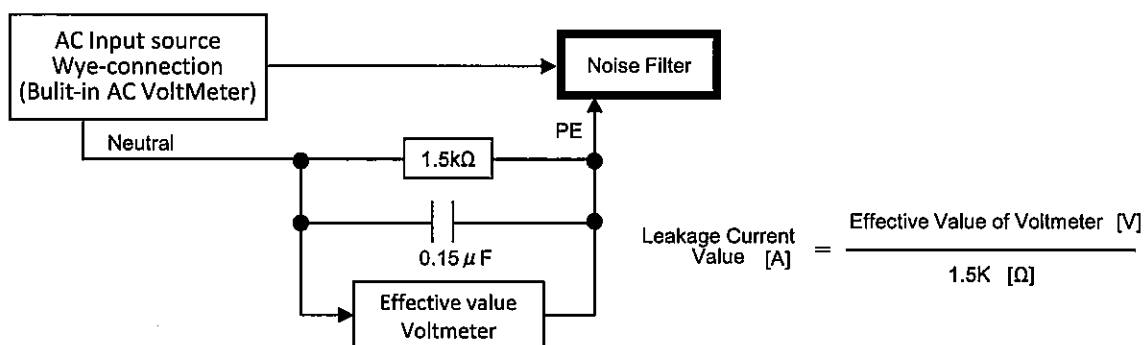 AC Input source
Wye-connection
(Bulit-in AC VoltMeter)
Noise Filter
PE
Neutral
1.5kΩ
0.15μF
Effective value
Voltmeter
Leakage Current
Value [A]
=
Effective Value of Voltmeter [V]
1.5K [Ω]